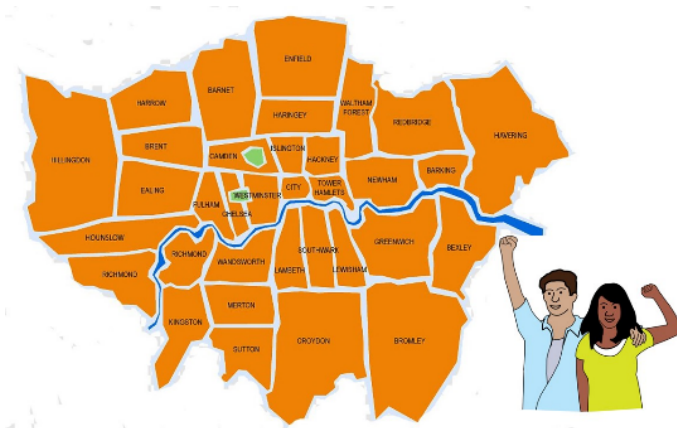 ENFIELD
BARNET
HARROW
WALTHAM
FOREST
REDBRIDGE
HARINGEY
HAVERING
BRENT
ISLINGTON
CAMDEN
HILLINGDON
HACKNEY
BARKING
NEWHAM
EALING
CITY
TOWER
HAMLETS
WESTMINSTER
FULHAM
CHELSEA
HOUNSLOW
GREENWICH
BEXLEY
SOUTHWARK
RICHMOND
WANDSWORTH
RICHMOND
LAMBETH
LEWISHAM
MERTON
KINGSTON
CROYDON
BROMLEY
SUTTON